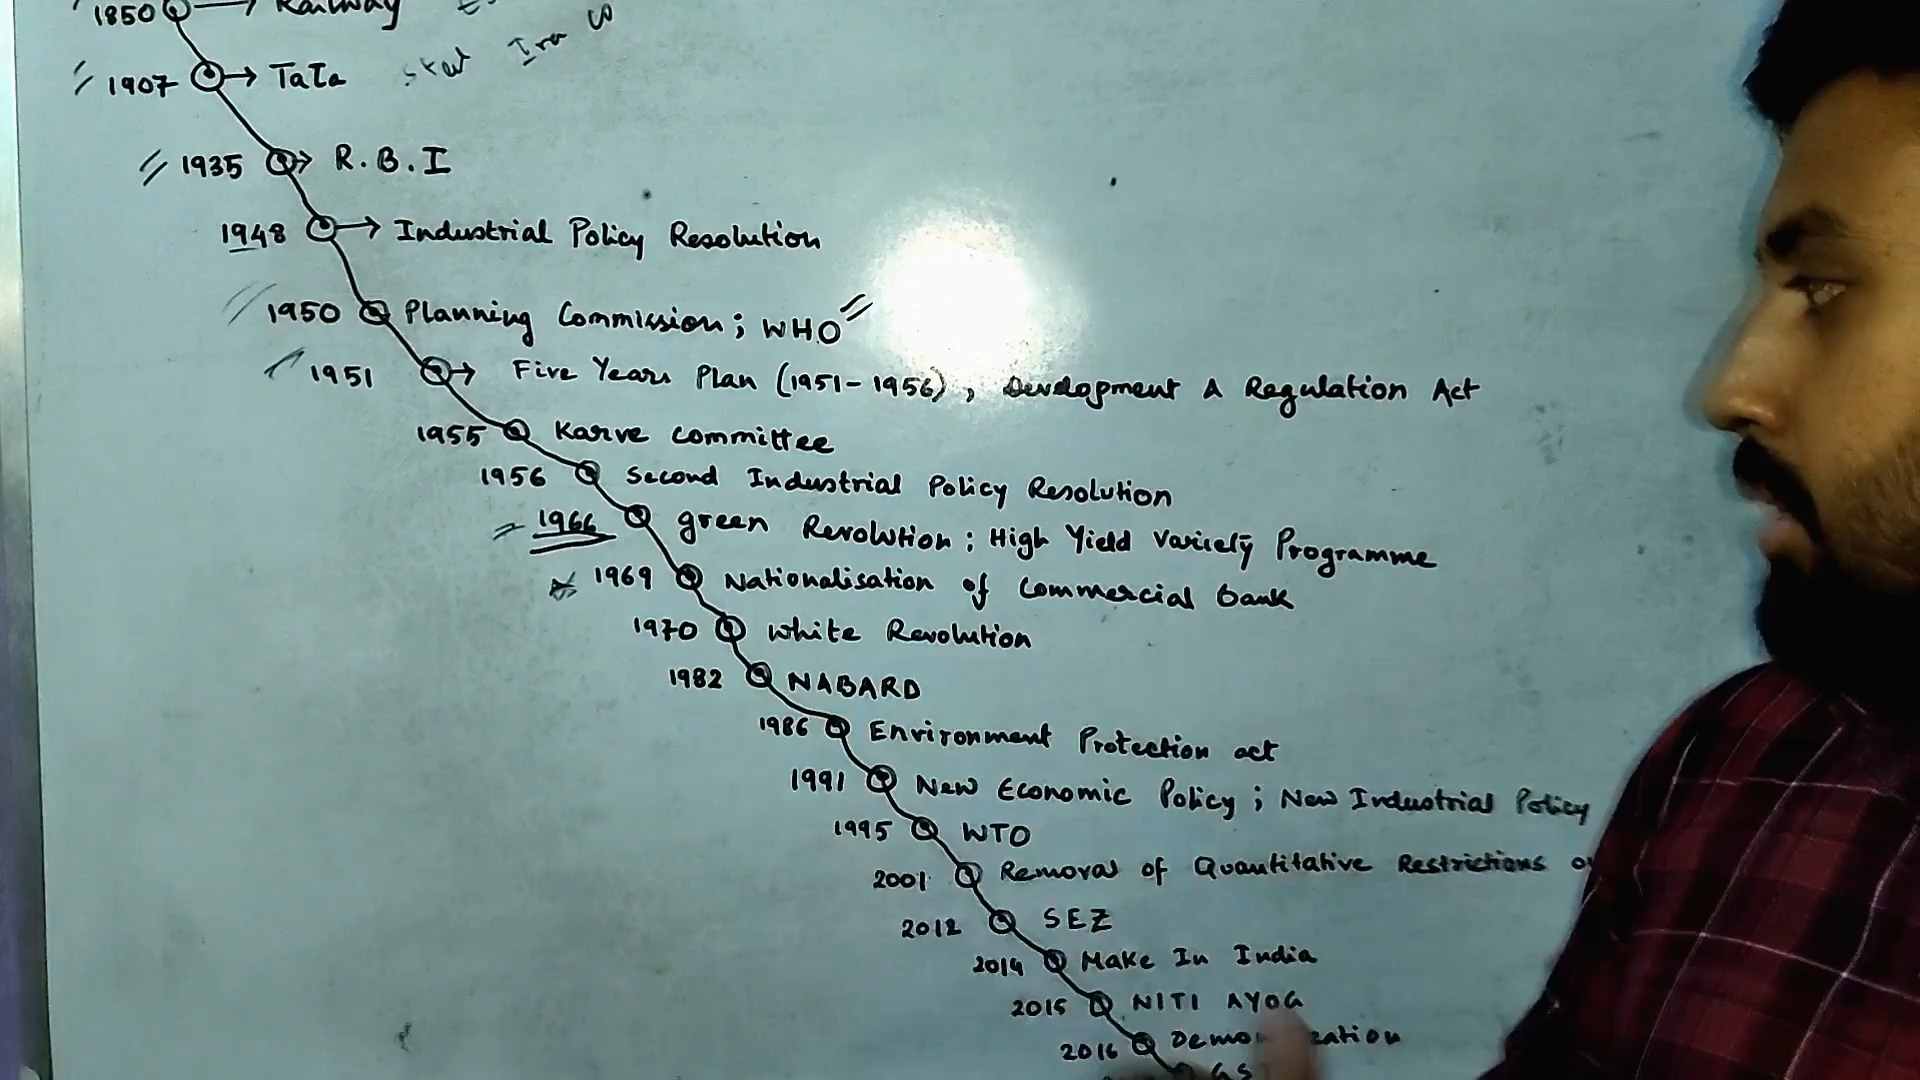 1850 → Railway
1907 → TaTa Iron
1935 → R.B.I
1948 → Industrial Policy Resolution
1950 Planning Commission; WHO
1951 → Five Years Plan (1951-1956), Development & Regulation Act
1955 Karve committee
1956 Second Industrial Policy Resolution
1966 green Revolution; High Yield Variety Programme
1969 Nationalisation of Commercial bank
1970 White Revolution
1982 NABARD
1986 Environment Protection act
1991 New Economic Policy; New Industrial Policy
1995 WTO
2001 Removal of Quantitative Restrictions
2012 SEZ
2014 Make In India
2015 NITI AYOG
2016
GS